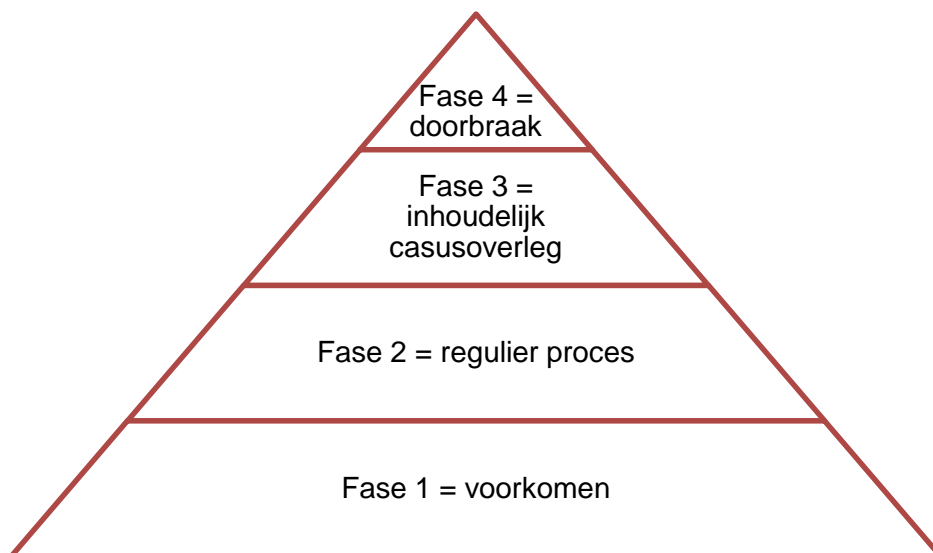 Fase 4 =
doorbraak
Fase 3 =
inhoudelijk
casusoverleg
Fase 2 = regulier proces
Fase 1 = voorkomen